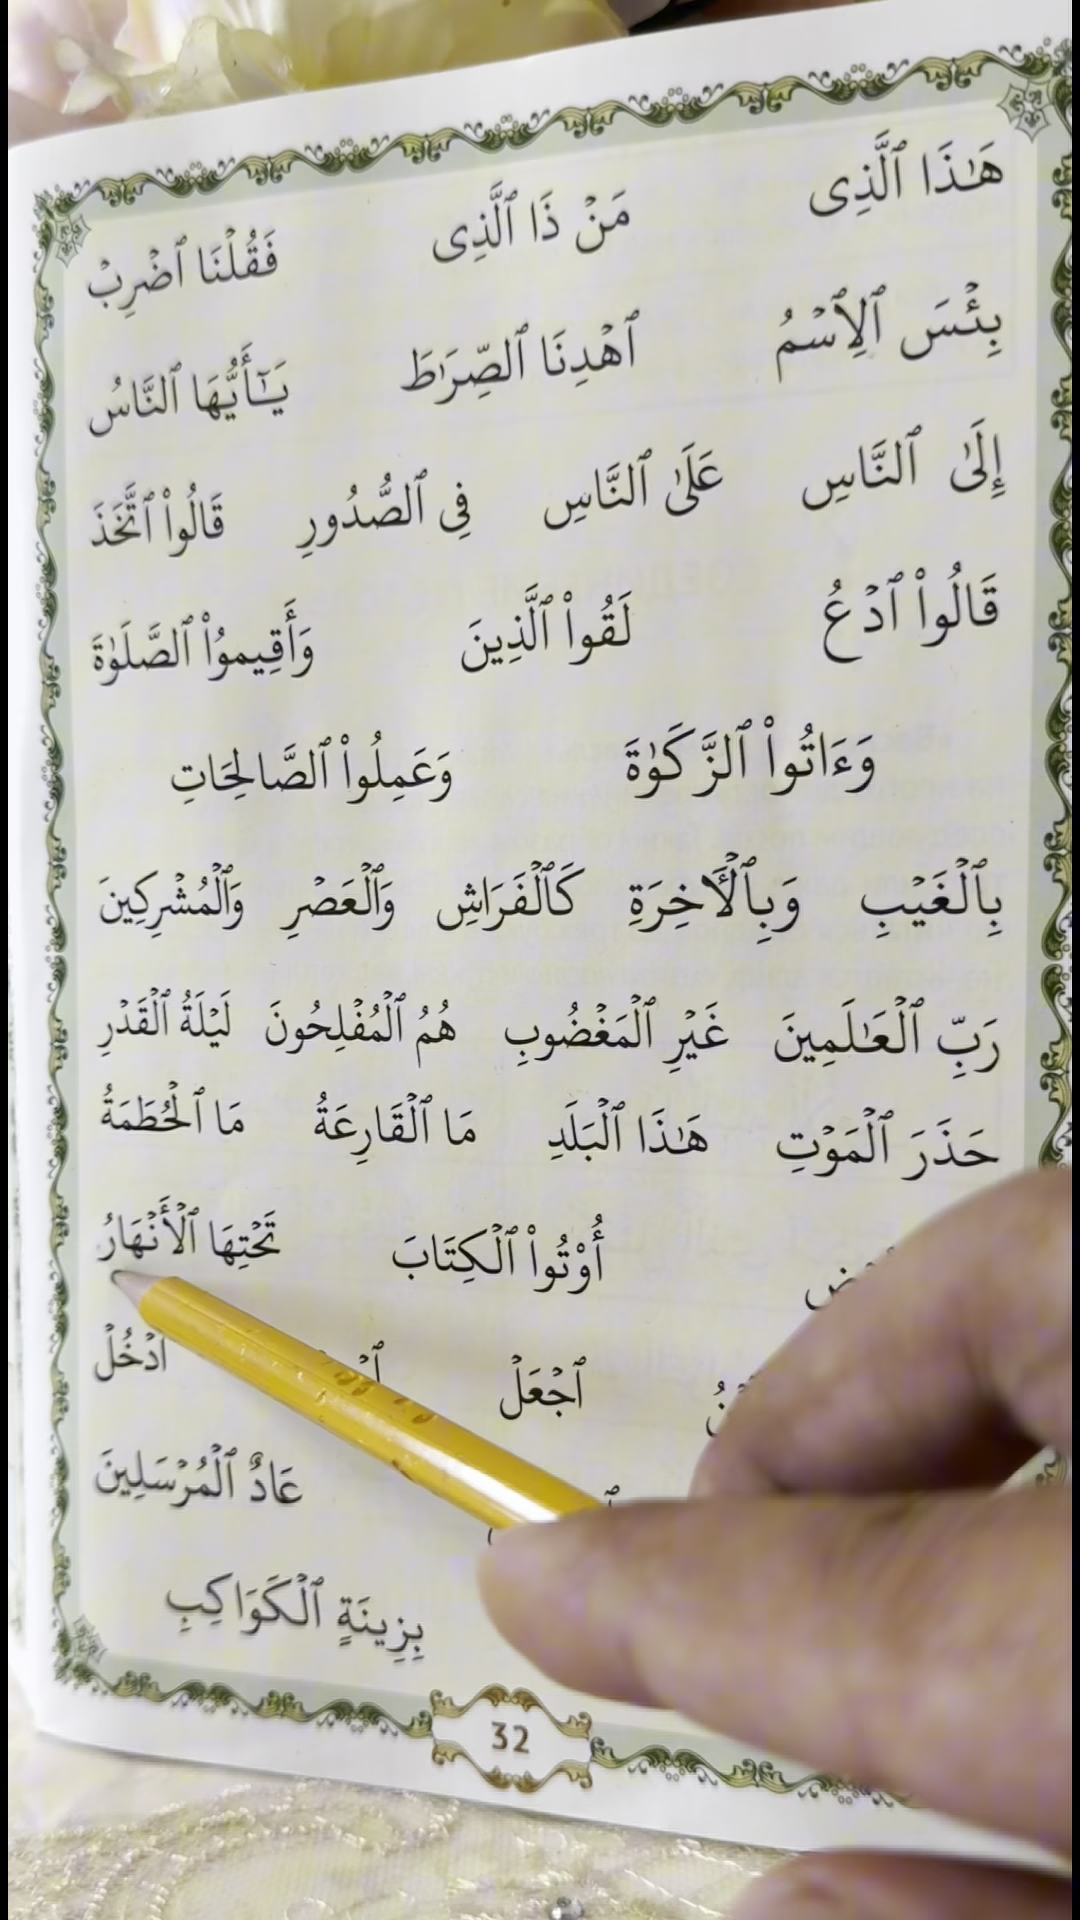 هَـٰذَا ٱلَّذِى مَنْ ذَا ٱلَّذِى فَقُلْنَا ٱضْرِبْ
بِئْسَ ٱلِٱسْمُ ٱهْدِنَا ٱلصِّرَٰطَ يَـٰٓأَيُّهَا ٱلنَّاسُ
إِلَىٰ ٱلنَّاسِ عَلَىٰ ٱلنَّاسِ فِى ٱلصُّدُورِ قَالُوا۟ ٱتَّخَذَ
قَالُوا۟ ٱدْعُ لَقُوا۟ ٱلَّذِينَ وَأَقِيمُوا۟ ٱلصَّلَوٰةَ
وَءَاتُوا۟ ٱلزَّكَوٰةَ وَعَمِلُوا۟ ٱلصَّالِحَاتِ
بِٱلْغَيْبِ وَبِٱلْأَخِرَةِ كَٱلْفَرَاشِ وَٱلْعَصْرِ وَٱلْمُشْرِكِينَ
رَبِّ ٱلْعَـٰلَمِينَ غَيْرِ ٱلْمَغْضُوبِ هُمُ ٱلْمُفْلِحُونَ لَيْلَةُ ٱلْقَدْرِ
حَذَرَ ٱلْمَوْتِ هَـٰذَا ٱلْبَلَدِ مَا ٱلْقَارِعَةُ مَا ٱلْحُطَمَةُ
أُوْتُوا۟ ٱلْكِتَابَ تَحْتِهَا ٱلْأَنْهَارُ
ٱجْعَلْ ٱدْخُلْ
عَادٌ ٱلْمُرْسَلِينَ
بِزِينَةٍ ٱلْكَوَاكِبِ
32